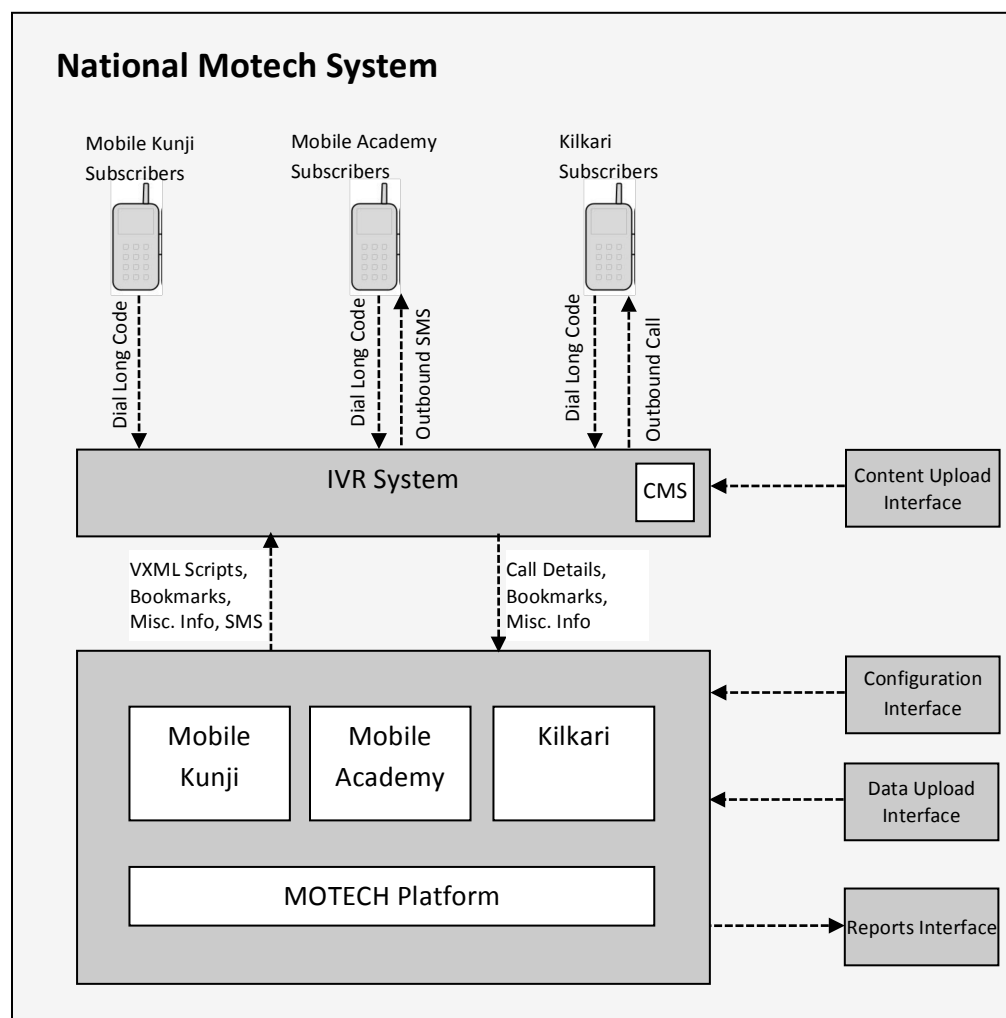 National Motech System
Mobile Kunji
Subscribers
Mobile Academy
Subscribers
Kilkari
Subscribers
Dial Long Code
Dial Long Code
Outbound SMS
Dial Long Code
Outbound Call
IVR System
CMS
Content Upload
Interface
VXML Scripts,
Bookmarks,
Misc. Info, SMS
Call Details,
Bookmarks,
Misc. Info
Configuration
Interface
Mobile
Kunji
Mobile
Academy
Kilkari
Data Upload
Interface
MOTECH Platform
Reports Interface